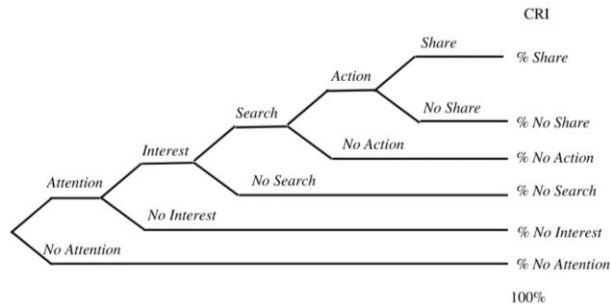 CRI
Share
% Share
Action
No Share
% No Share
Search
No Action
% No Action
Interest
No Search
% No Search
Attention
No Interest
% No Interest
No Attention
% No Attention
100%